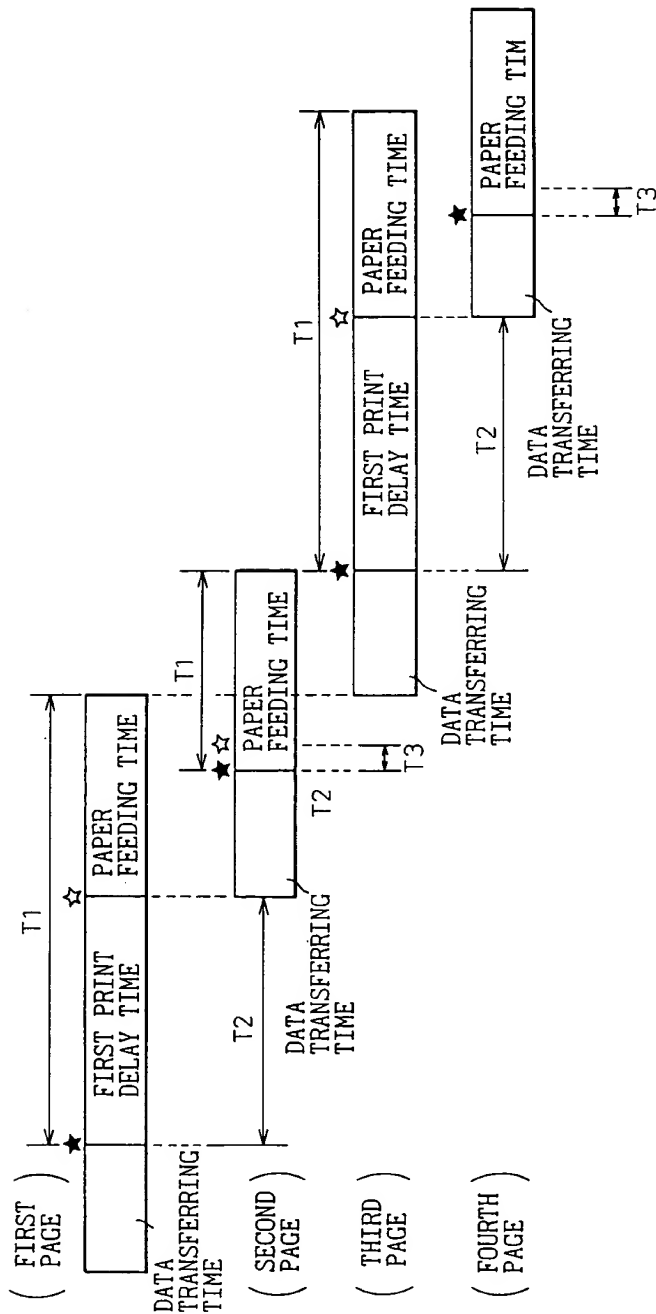 ( FIRST
PAGE )
T1
★
☆
FIRST PRINT
DELAY TIME
PAPER
FEEDING TIME
DATA
TRANSFERRING
TIME
( SECOND
PAGE )
T2
T1
★
☆
PAPER
FEEDING TIME
DATA
TRANSFERRING
TIME
T2
T3
( THIRD
PAGE )
T1
★
☆
FIRST PRINT
DELAY TIME
PAPER
FEEDING TIME
DATA
TRANSFERRING
TIME
( FOURTH
PAGE )
T2
★
PAPER
FEEDING TIM
DATA
TRANSFERRING
TIME
T3